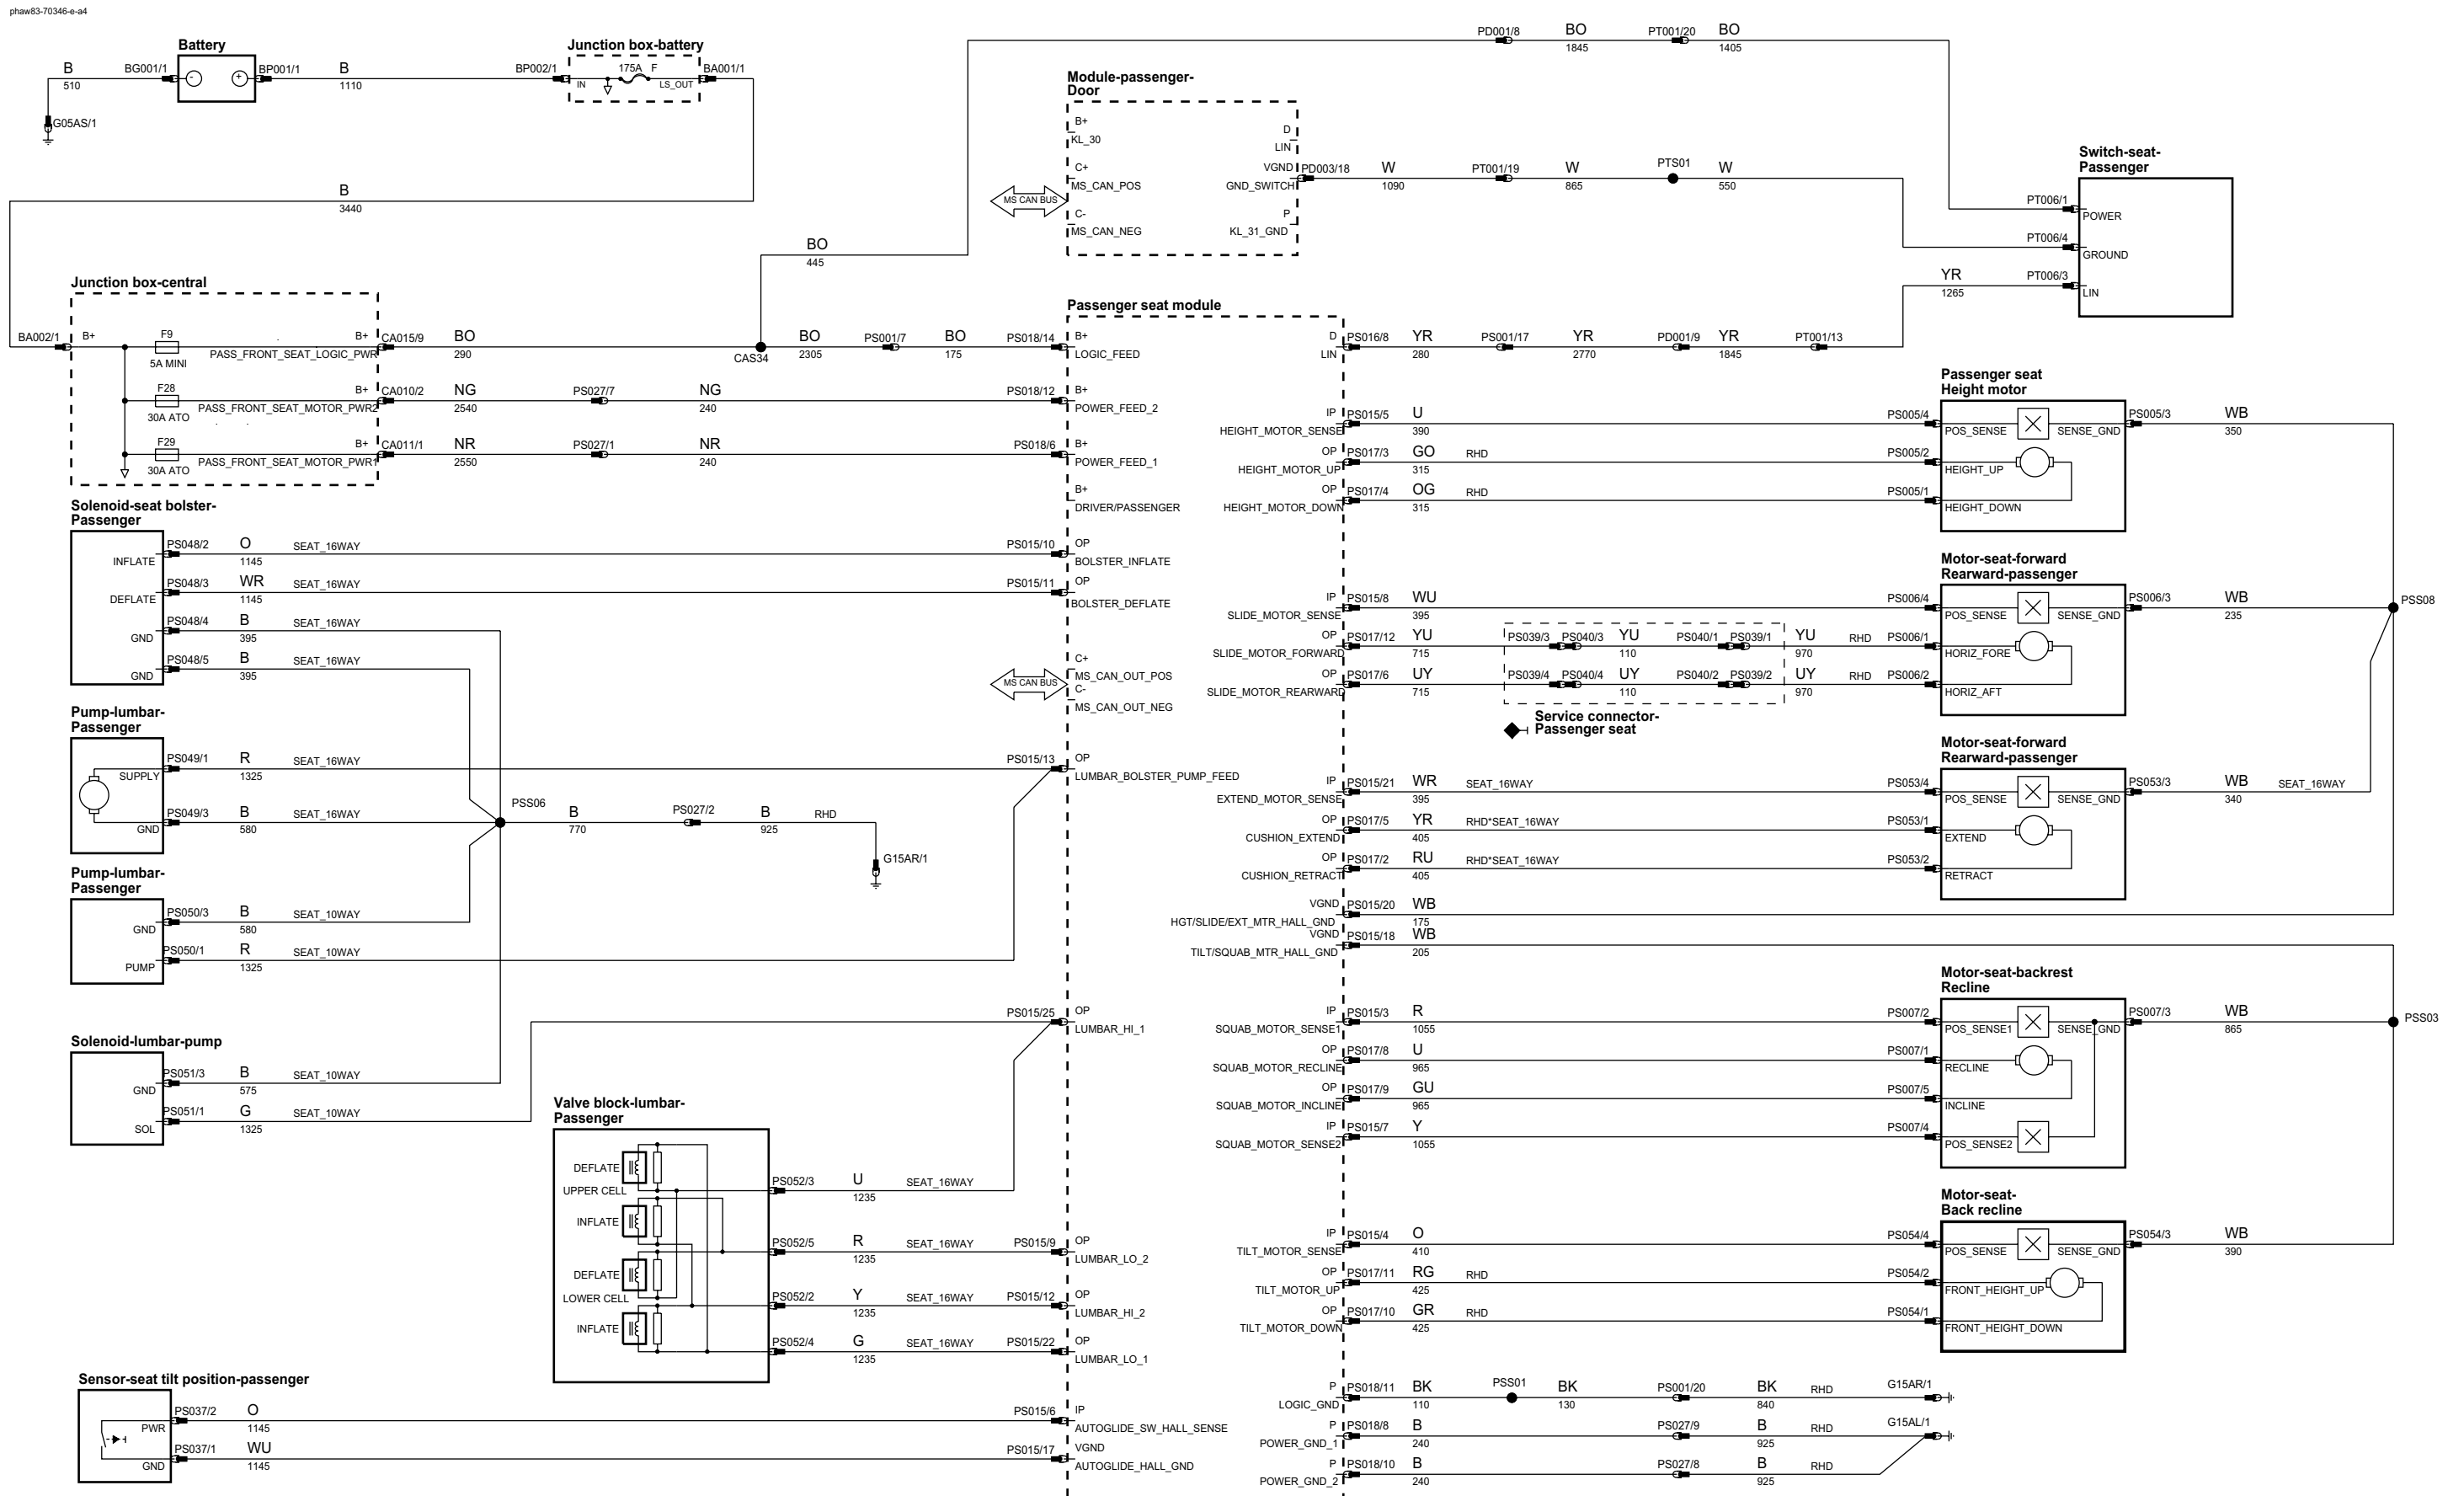 phaw83-70346-e-a4
Battery
B
510
BG001/1
-
+
BP001/1
B
1110
G05AS/1
Junction box-battery
BP002/1
175A F
IN
LS_OUT
BA001/1
B
3440
BO
445
PD001/8
BO
1845
PT001/20
BO
1405
Module-passenger-
Door
B+
KL_30
C+
MS_CAN_POS
C-
MS_CAN_NEG
MS CAN BUS
D
LIN
VGND
GND_SWITCH
P
KL_31_GND
PD003/18
W
1090
PT001/19
W
865
PTS01
W
550
Switch-seat-
Passenger
PT006/1
POWER
PT006/4
GROUND
PT006/3
LIN
YR
1265
Junction box-central
BA002/1
B+
F9
5A MINI
B+
PASS_FRONT_SEAT_LOGIC_PWR
CA015/9
BO
290
CAS34
BO
2305
PS001/7
BO
175
PS018/14
F28
30A ATO
B+
PASS_FRONT_SEAT_MOTOR_PWR2
CA010/2
NG
2540
PS027/7
NG
240
PS018/12
F29
30A ATO
B+
PASS_FRONT_SEAT_MOTOR_PWR1
CA011/1
NR
2550
PS027/1
NR
240
PS018/6
Solenoid-seat bolster-
Passenger
INFLATE
PS048/2
O
1145
SEAT_16WAY
PS015/10
DEFLATE
PS048/3
WR
1145
SEAT_16WAY
PS015/11
GND
PS048/4
B
395
SEAT_16WAY
GND
PS048/5
B
395
SEAT_16WAY
Pump-lumbar-
Passenger
SUPPLY
PS049/1
R
1325
SEAT_16WAY
PS015/13
GND
PS049/3
B
580
SEAT_16WAY
PSS06
B
770
PS027/2
B
925
RHD
G15AR/1
Pump-lumbar-
Passenger
GND
PS050/3
B
580
SEAT_10WAY
PUMP
PS050/1
R
1325
SEAT_10WAY
Solenoid-lumbar-pump
GND
PS051/3
B
575
SEAT_10WAY
SOL
PS051/1
G
1325
SEAT_10WAY
PS015/25
Valve block-lumbar-
Passenger
DEFLATE
UPPER CELL
INFLATE
DEFLATE
LOWER CELL
INFLATE
PS052/3
U
1235
SEAT_16WAY
PS052/5
R
1235
SEAT_16WAY
PS015/9
PS052/2
Y
1235
SEAT_16WAY
PS015/12
PS052/4
G
1235
SEAT_16WAY
PS015/22
Sensor-seat tilt position-passenger
PWR
PS037/2
O
1145
PS015/6
GND
PS037/1
WU
1145
PS015/17
Passenger seat module
B+
LOGIC_FEED
B+
POWER_FEED_2
B+
POWER_FEED_1
B+
DRIVER/PASSENGER
OP
BOLSTER_INFLATE
OP
BOLSTER_DEFLATE
MS CAN BUS
C+
MS_CAN_OUT_POS
C-
MS_CAN_OUT_NEG
OP
LUMBAR_BOLSTER_PUMP_FEED
OP
LUMBAR_HI_1
OP
LUMBAR_LO_2
OP
LUMBAR_HI_2
OP
LUMBAR_LO_1
IP
AUTOGLIDE_SW_HALL_SENSE
VGND
AUTOGLIDE_HALL_GND
D
LIN
PS016/8
YR
280
PS001/17
YR
2770
PD001/9
YR
1845
PT001/13
Passenger seat
Height motor
IP
HEIGHT_MOTOR_SENSE
PS015/5
U
390
PS005/4
POS_SENSE
SENSE_GND
PS005/3
WB
350
OP
HEIGHT_MOTOR_UP
PS017/3
GO
315
RHD
PS005/2
HEIGHT_UP
OP
HEIGHT_MOTOR_DOWN
PS017/4
OG
315
RHD
PS005/1
HEIGHT_DOWN
Motor-seat-forward
Rearward-passenger
IP
SLIDE_MOTOR_SENSE
PS015/8
WU
395
PS006/4
POS_SENSE
SENSE_GND
PS006/3
WB
235
PSS08
OP
SLIDE_MOTOR_FORWARD
PS017/12
YU
715
PS039/3
PS040/3
YU
110
PS040/1
PS039/1
YU
970
RHD
PS006/1
HORIZ_FORE
OP
SLIDE_MOTOR_REARWARD
PS017/6
UY
715
PS039/4
PS040/4
UY
110
PS040/2
PS039/2
UY
970
RHD
PS006/2
HORIZ_AFT
Service connector-
Passenger seat
Motor-seat-forward
Rearward-passenger
IP
EXTEND_MOTOR_SENSE
PS015/21
WR
395
SEAT_16WAY
PS053/4
POS_SENSE
SENSE_GND
PS053/3
WB
340
SEAT_16WAY
OP
CUSHION_EXTEND
PS017/5
YR
405
RHD*SEAT_16WAY
PS053/1
EXTEND
OP
CUSHION_RETRACT
PS017/2
RU
405
RHD*SEAT_16WAY
PS053/2
RETRACT
VGND
HGT/SLIDE/EXT_MTR_HALL_GND
PS015/20
WB
175
VGND
TILT/SQUAB_MTR_HALL_GND
PS015/18
WB
205
Motor-seat-backrest
Recline
IP
SQUAB_MOTOR_SENSE1
PS015/3
R
1055
PS007/2
POS_SENSE1
SENSE_GND
PS007/3
WB
865
PSS03
OP
SQUAB_MOTOR_RECLINE
PS017/8
U
965
PS007/1
RECLINE
OP
SQUAB_MOTOR_INCLINE
PS017/9
GU
965
PS007/5
INCLINE
IP
SQUAB_MOTOR_SENSE2
PS015/7
Y
1055
PS007/4
POS_SENSE2
Motor-seat-
Back recline
IP
TILT_MOTOR_SENSE
PS015/4
O
410
PS054/4
POS_SENSE
SENSE_GND
PS054/3
WB
390
OP
TILT_MOTOR_UP
PS017/11
RG
425
RHD
PS054/2
FRONT_HEIGHT_UP
OP
TILT_MOTOR_DOWN
PS017/10
GR
425
RHD
PS054/1
FRONT_HEIGHT_DOWN
P
LOGIC_GND
PS018/11
BK
110
PSS01
BK
130
PS001/20
BK
840
RHD
G15AR/1
P
POWER_GND_1
PS018/8
B
240
PS027/9
B
925
RHD
G15AL/1
P
POWER_GND_2
PS018/10
B
240
PS027/8
B
925
RHD